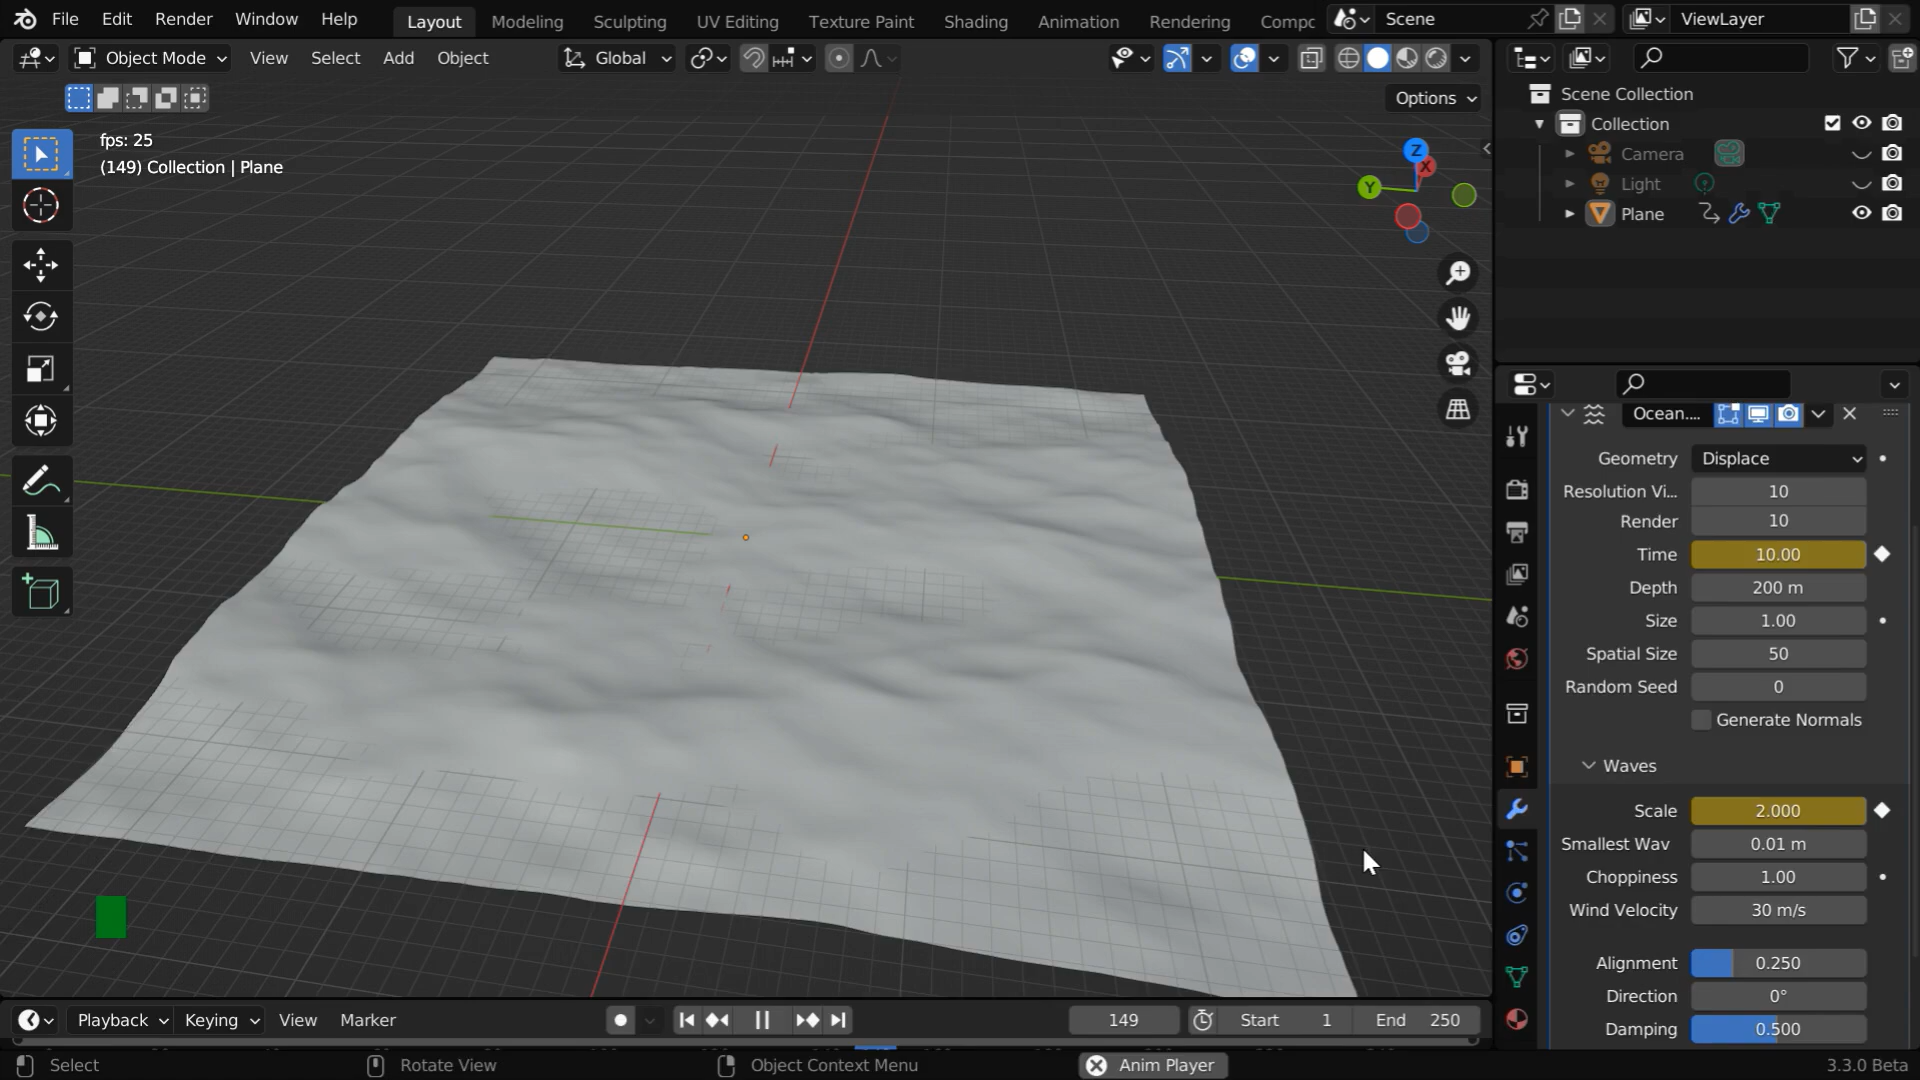 File Edit Render Window Help Layout Modeling Sculpting UV Editing Texture Paint Shading Animation Rendering Compc Scene ViewLayer
Object Mode View Select Add Object Global
Options
fps: 25
(149) Collection | Plane
Z
X
Y
Scene Collection
Collection
Camera
Light
Plane
Ocean....
Geometry Displace
Resolution Vi... 10
Render 10
Time 10.00
Depth 200 m
Size 1.00
Spatial Size 50
Random Seed 0
Generate Normals
Waves
Scale 2.000
Smallest Wav 0.01 m
Choppiness 1.00
Wind Velocity 30 m/s
Alignment 0.250
Direction 0°
Damping 0.500
Playback Keying View Marker 149 Start 1 End 250
Select Rotate View Object Context Menu Anim Player 3.3.0 Beta